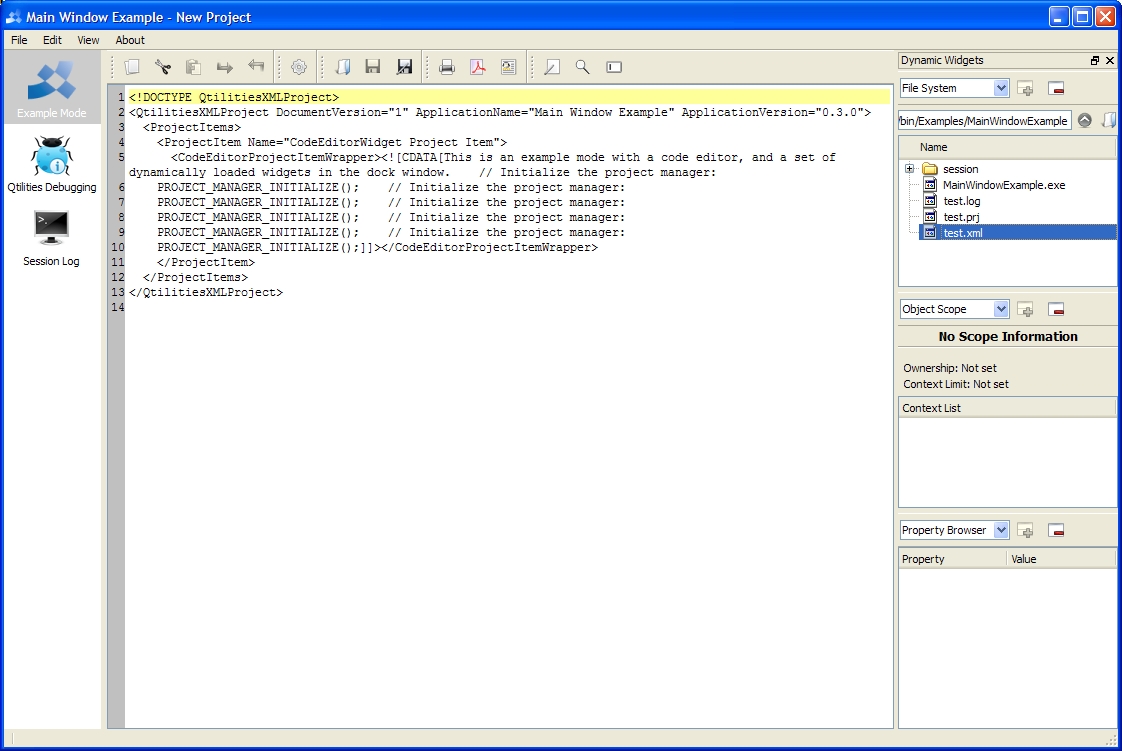 Main Window Example - New Project
File Edit View About
Example Mode
Qtilities Debugging
Session Log
1 <!DOCTYPE QtilitiesXMLProject>
2 <QtilitiesXMLProject DocumentVersion="1" ApplicationName="Main Window Example" ApplicationVersion="0.3.0">
3 <ProjectItems>
4 <ProjectItem Name="CodeEditorWidget Project Item">
5 <CodeEditorProjectItemWrapper><![CDATA[This is an example mode with a code editor, and a set of
dynamically loaded widgets in the dock window. // Initialize the project manager:
6 PROJECT_MANAGER_INITIALIZE(); // Initialize the project manager:
7 PROJECT_MANAGER_INITIALIZE(); // Initialize the project manager:
8 PROJECT_MANAGER_INITIALIZE(); // Initialize the project manager:
9 PROJECT_MANAGER_INITIALIZE(); // Initialize the project manager:
10 PROJECT_MANAGER_INITIALIZE();]]></CodeEditorProjectItemWrapper>
11 </ProjectItem>
12 </ProjectItems>
13 </QtilitiesXMLProject>
14
Dynamic Widgets
File System
/bin/Examples/MainWindowExample
Name
session
MainWindowExample.exe
test.log
test.prj
test.xml
Object Scope
No Scope Information
Ownership: Not set
Context Limit: Not set
Context List
Property Browser
Property Value